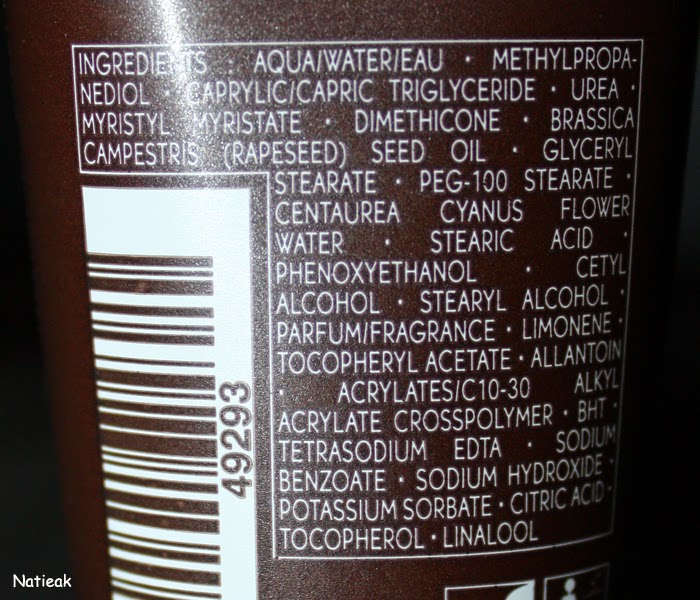 INGREDIENTS : AQUA/WATER/EAU • METHYLPROPA-
NEDIOL • CAPRYLIC/CAPRIC TRIGLYCERIDE • UREA •
MYRISTYL MYRISTATE • DIMETHICONE • BRASSICA
CAMPESTRIS (RAPESEED) SEED OIL • GLYCERYL
STEARATE • PEG-100 STEARATE •
CENTAUREA CYANUS FLOWER
WATER • STEARIC ACID •
PHENOXYETHANOL • CETYL
ALCOHOL • STEARYL ALCOHOL •
PARFUM/FRAGRANCE • LIMONENE •
TOCOPHERYL ACETATE • ALLANTOIN
• ACRYLATES/C10-30 ALKYL
ACRYLATE CROSSPOLYMER • BHT •
TETRASODIUM EDTA • SODIUM
BENZOATE • SODIUM HYDROXIDE •
POTASSIUM SORBATE • CITRIC ACID •
TOCOPHEROL • LINALOOL
49293
Natieak